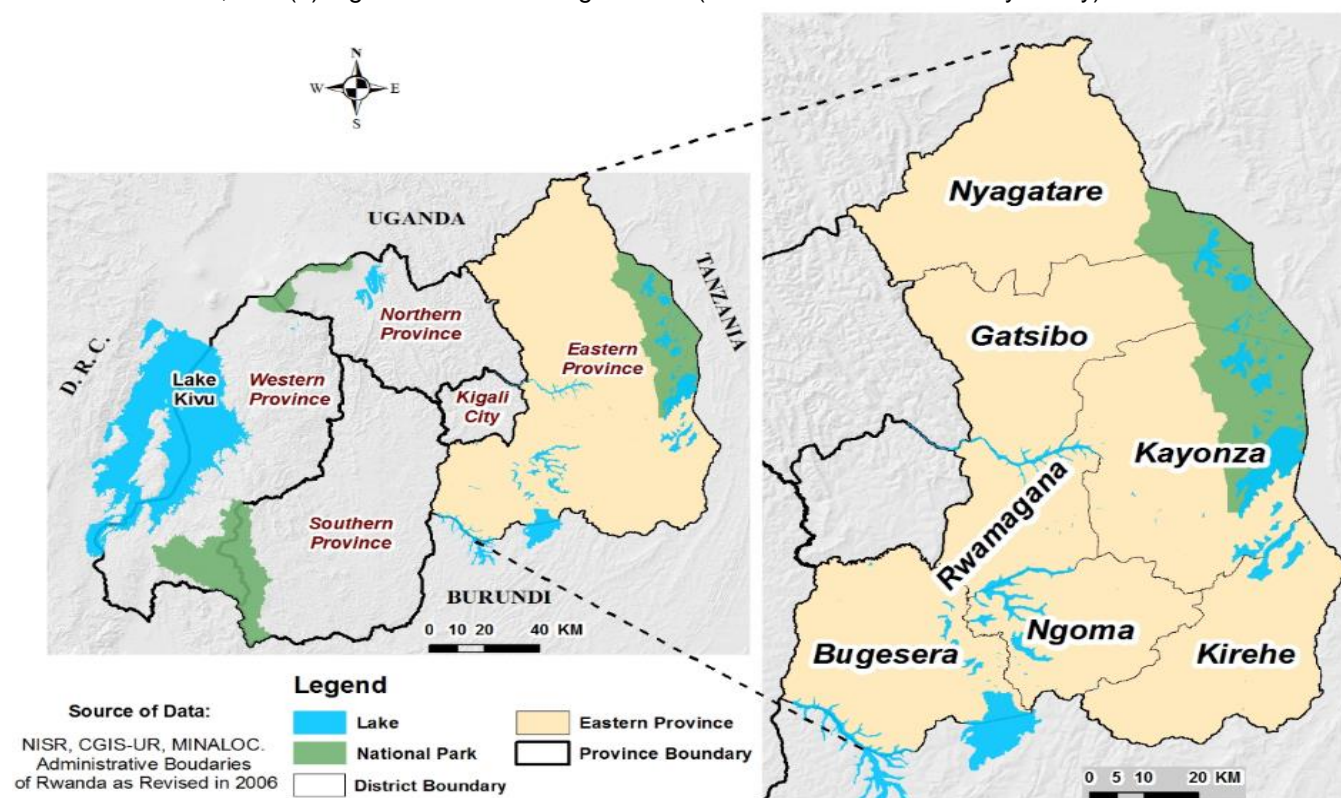 N
W
E
S
UGANDA
TANZANIA
D. R. C.
Northern
Province
Eastern
Province
Lake
Kivu
Western
Province
Kigali
City
Southern
Province
BURUNDI
0 10 20 40 KM
Nyagatare
Gatsibo
Kayonza
Rwamagana
Ngoma
Bugesera
Kirehe
0 5 10 20 KM
Legend
Lake
National Park
District Boundary
Eastern Province
Province Boundary
Source of Data:
NISR, CGIS-UR, MINALOC.
Administrative Boudaries
of Rwanda as Revised in 2006